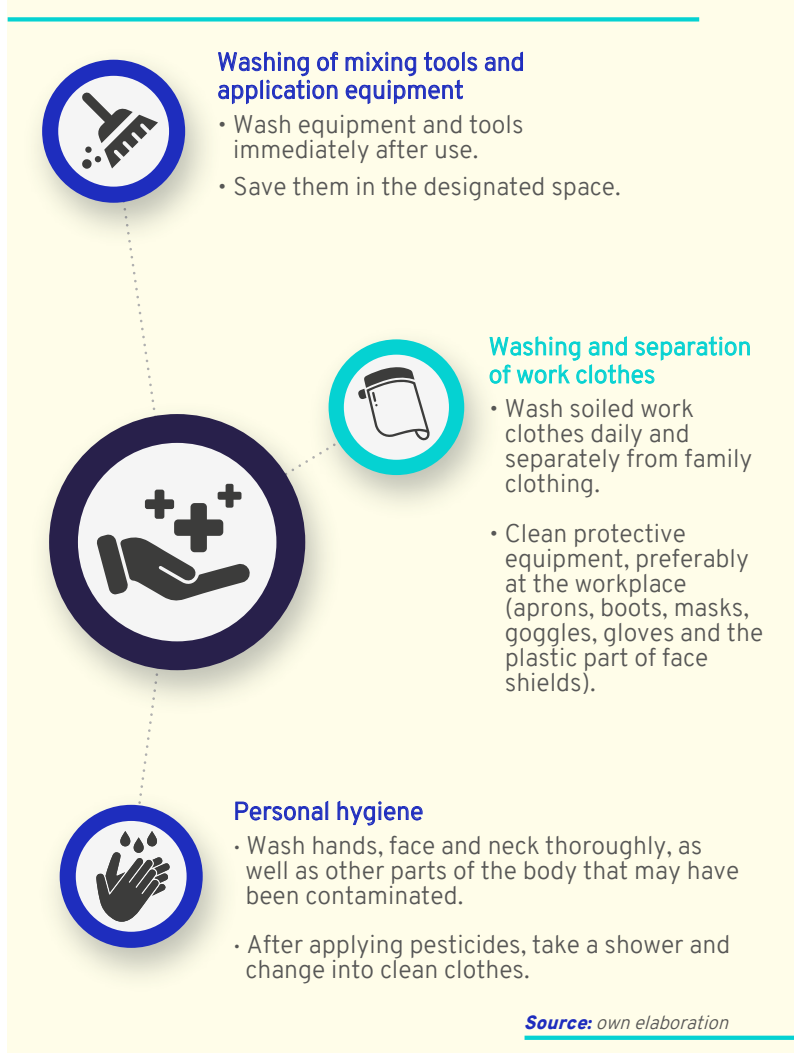 Washing of mixing tools and
application equipment
• Wash equipment and tools
immediately after use.
• Save them in the designated space.
Washing and separation
of work clothes
• Wash soiled work
clothes daily and
separately from family
clothing.
• Clean protective
equipment, preferably
at the workplace
(aprons, boots, masks,
goggles, gloves and the
plastic part of face
shields).
Personal hygiene
• Wash hands, face and neck thoroughly, as
well as other parts of the body that may have
been contaminated.
• After applying pesticides, take a shower and
change into clean clothes.
Source: own elaboration